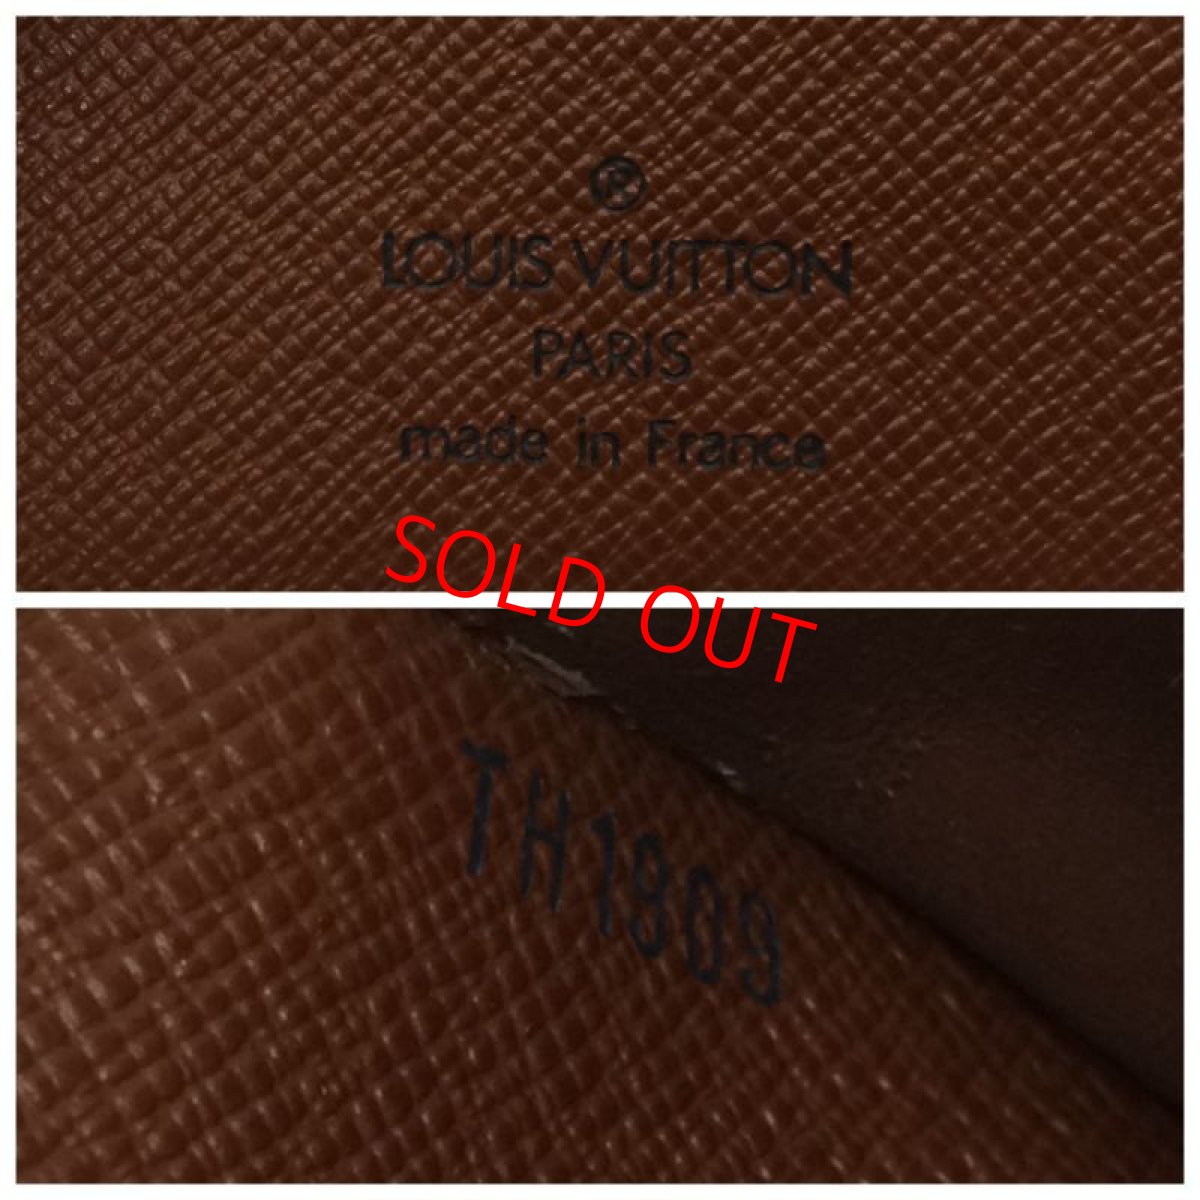 ®
LOUIS VUITTON
PARIS
made in France
SOLD OUT
TH1909